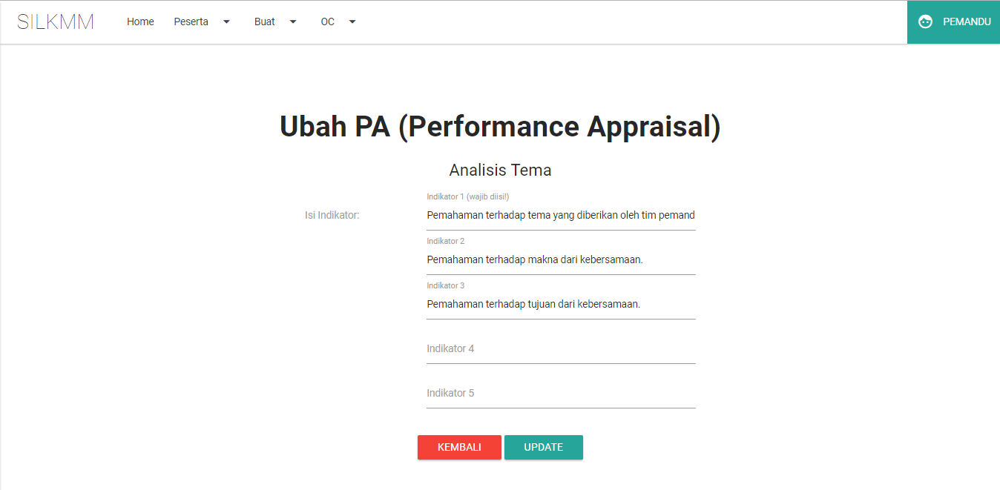 SILKMM Home Peserta Buat OC PEMANDU
Ubah PA (Performance Appraisal)
Analisis Tema
Indikator 1 (wajib diisi!)
Isi Indikator: Pemahaman terhadap tema yang diberikan oleh tim pemand
Indikator 2
Pemahaman terhadap makna dari kebersamaan.
Indikator 3
Pemahaman terhadap tujuan dari kebersamaan.
Indikator 4
Indikator 5
KEMBALI UPDATE